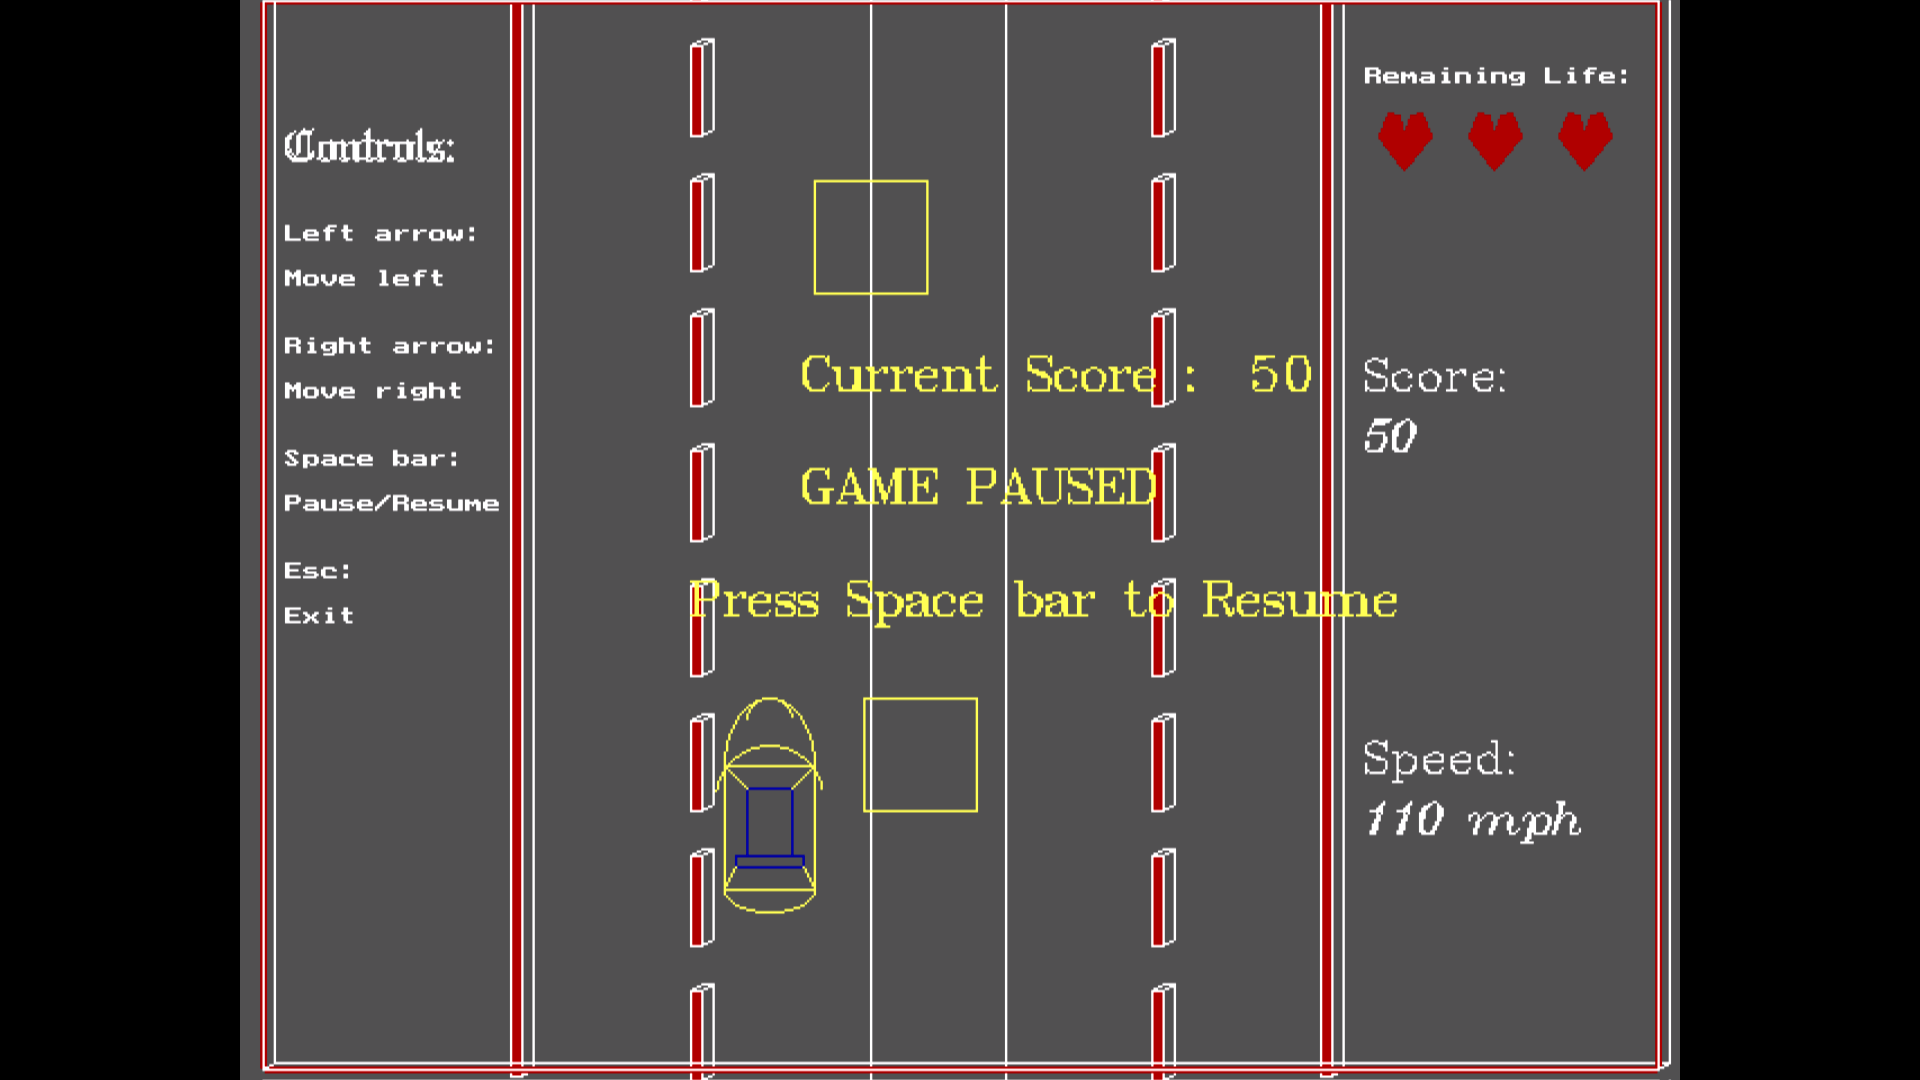 Controls:
Left arrow:
Move left
Right arrow:
Move right
Space bar:
Pause/Resume
Esc:
Exit
Current Score : 50
GAME PAUSED
Press Space bar to Resume
Remaining Life:
Score:
50
Speed:
110 mph